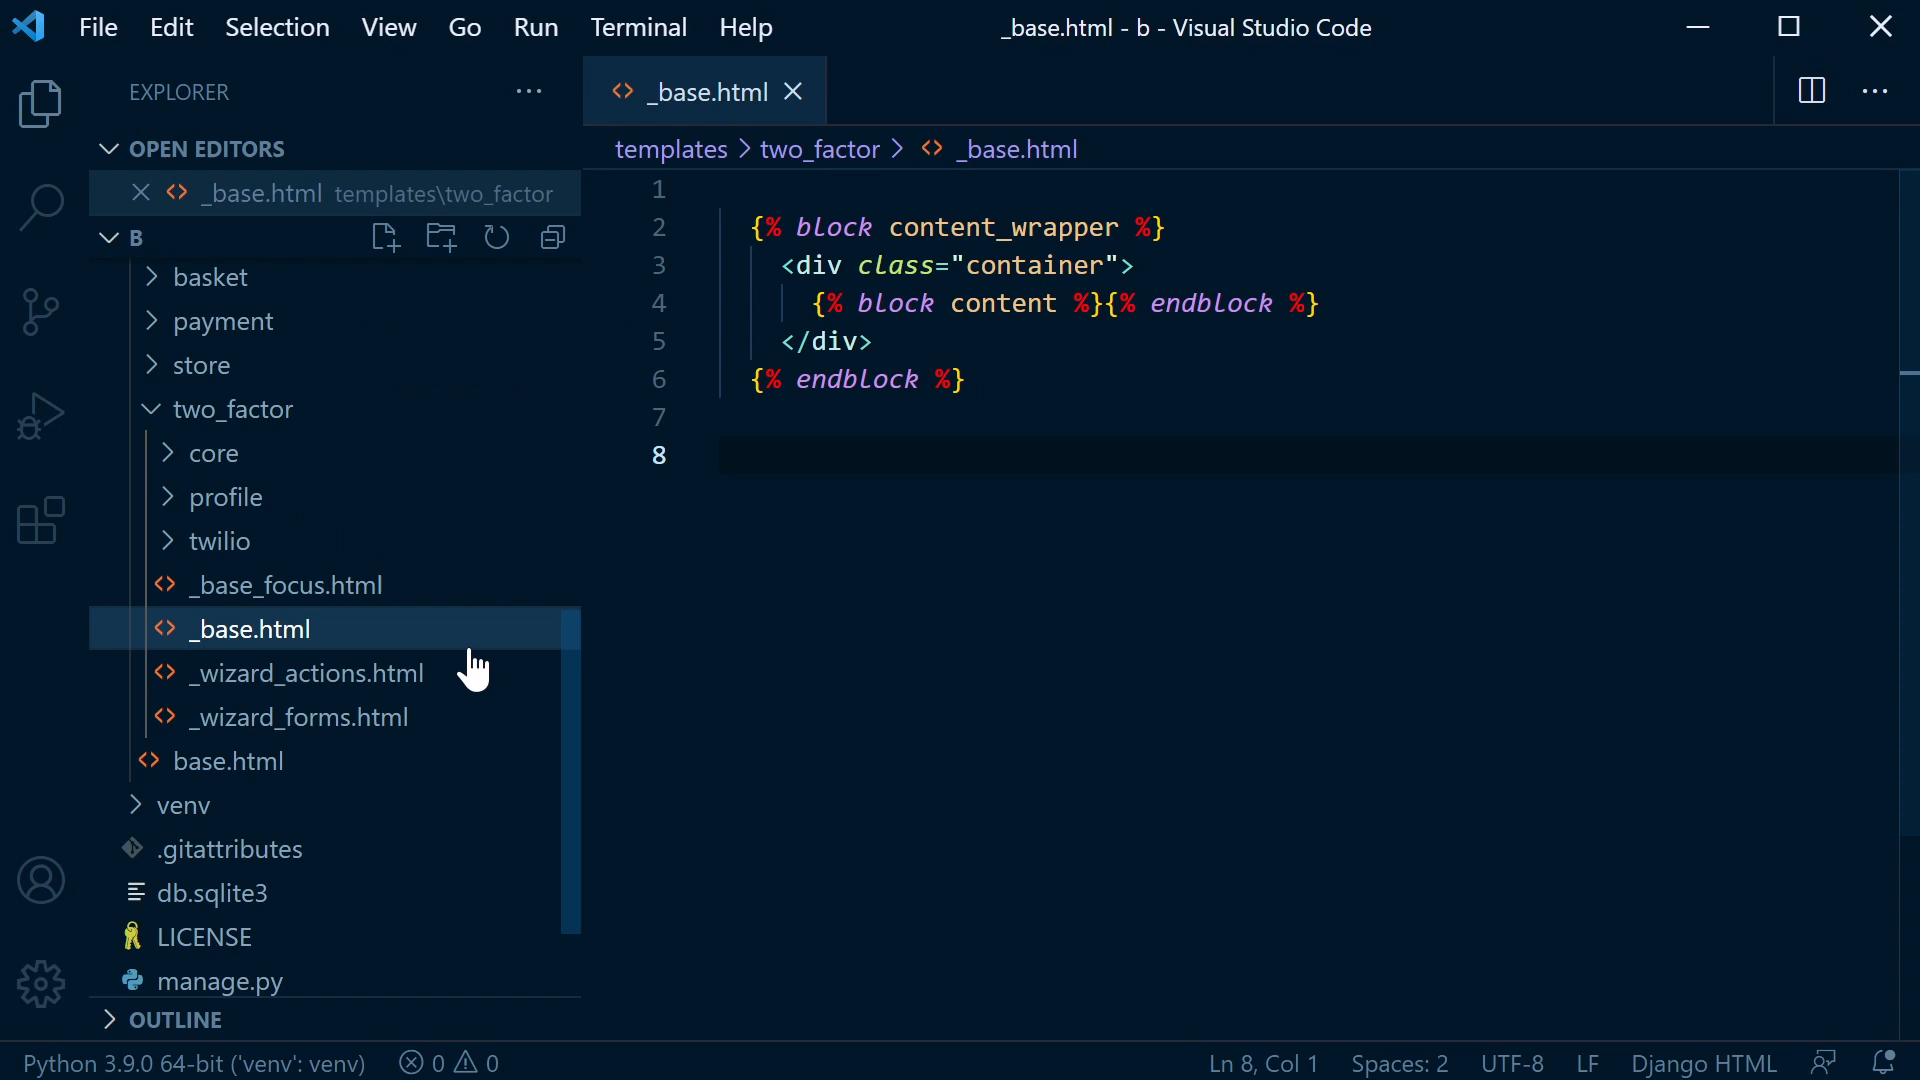 File Edit Selection View Go Run Terminal Help _base.html - b - Visual Studio Code
EXPLORER
OPEN EDITORS
_base.html templates\two_factor
B
basket
payment
store
two_factor
core
profile
twilio
_base_focus.html
_base.html
_wizard_actions.html
_wizard_forms.html
base.html
venv
.gitattributes
db.sqlite3
LICENSE
manage.py
OUTLINE
_base.html
templates > two_factor > _base.html
1
2 {% block content_wrapper %}
3 <div class="container">
4 {% block content %}{% endblock %}
5 </div>
6 {% endblock %}
7
8
Python 3.9.0 64-bit ('venv': venv) 0 0 Ln 8, Col 1 Spaces: 2 UTF-8 LF Django HTML